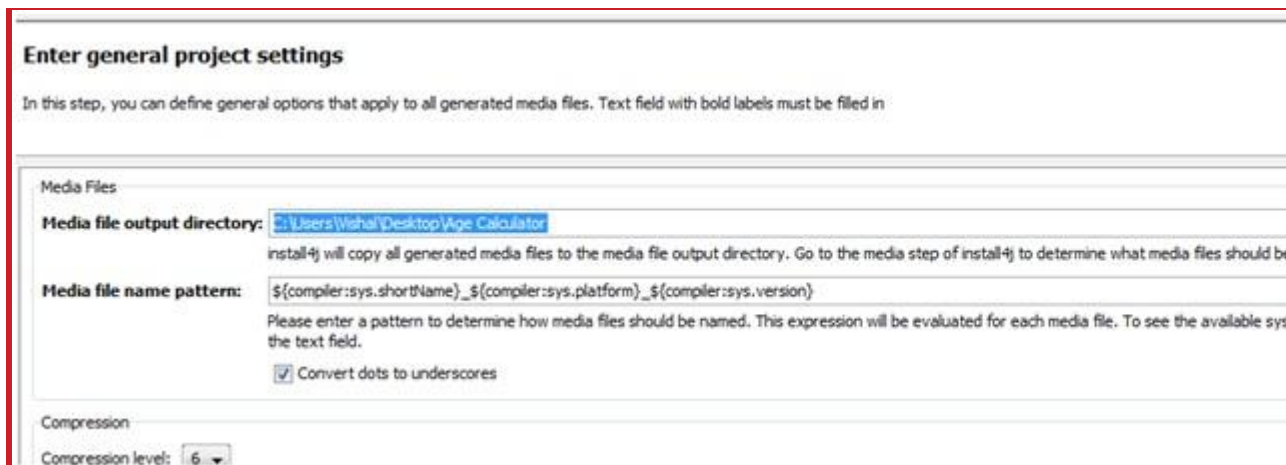 Enter general project settings
In this step, you can define general options that apply to all generated media files. Text field with bold labels must be filled in
Media Files
Media file output directory: C:\Users\Vishal\Desktop\Age Calculator
install4j will copy all generated media files to the media file output directory. Go to the media step of install4j to determine what media files should be
Media file name pattern: ${compiler:sys.shortName}_${compiler:sys.platform}_${compiler:sys.version}
Please enter a pattern to determine how media files should be named. This expression will be evaluated for each media file. To see the available sys
the text field.
Convert dots to underscores
Compression
Compression level: 6